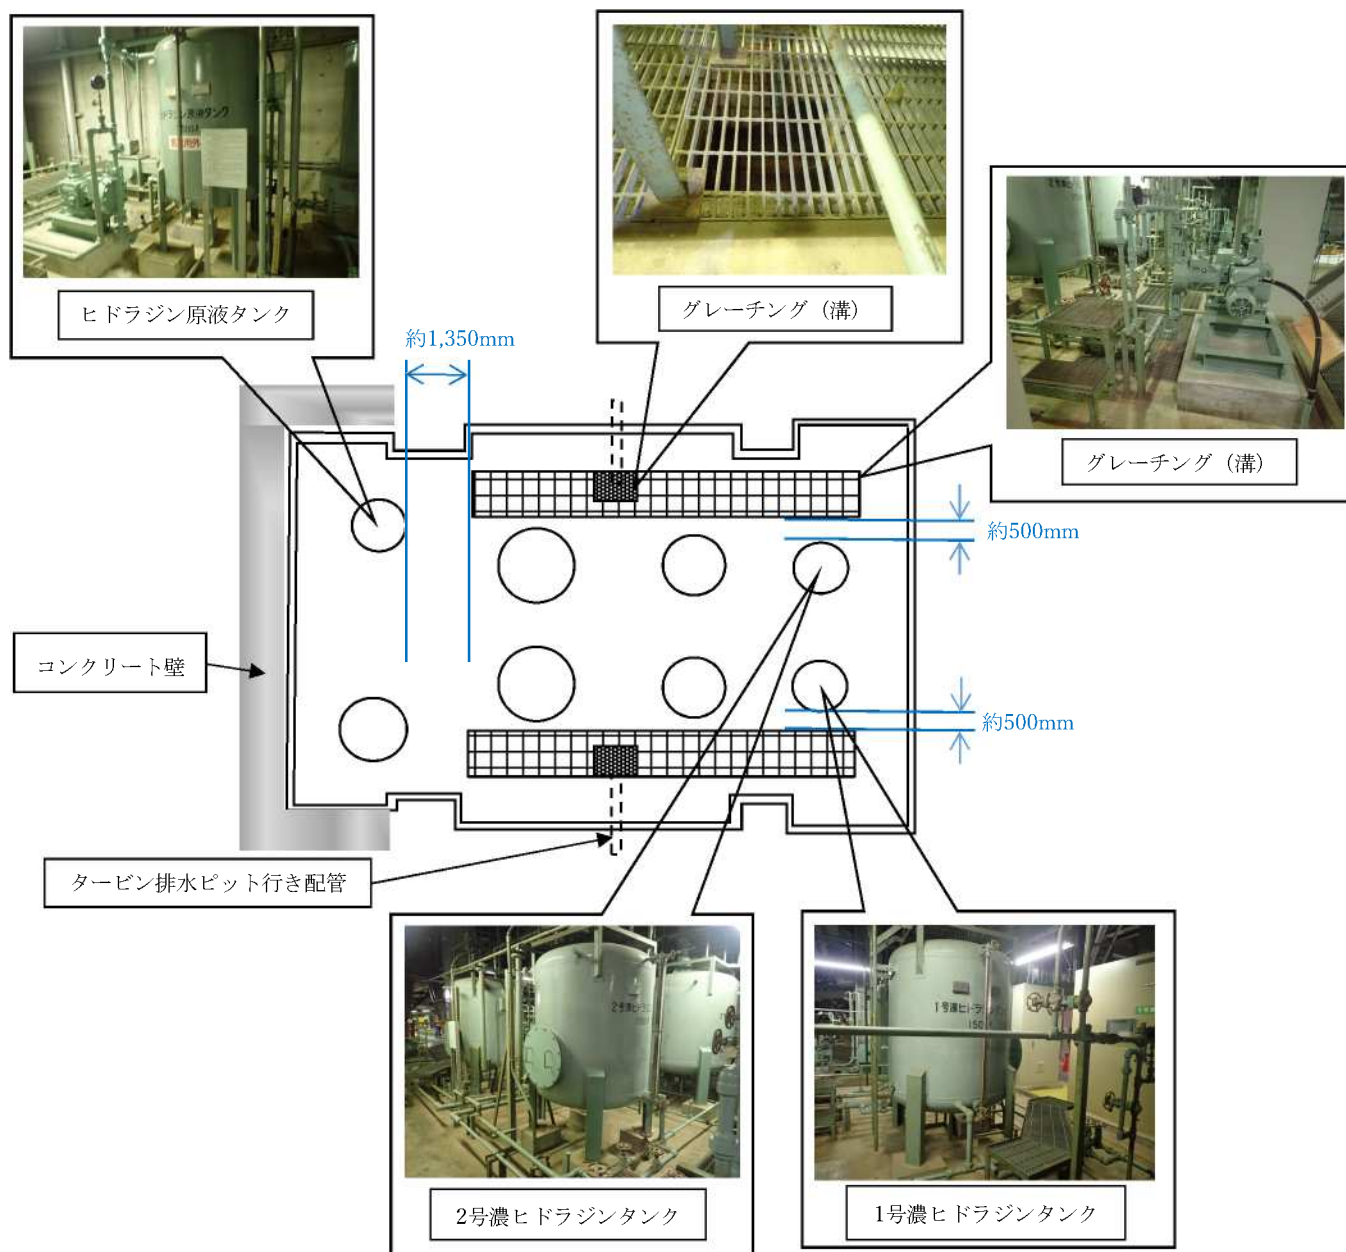 ヒドラジン原液タンク
グレーチング（溝）
約1,350mm
グレーチング（溝）
約500mm
コンクリート壁
約500mm
タービン排水ピット行き配管
2号濃ヒドラジンタンク
1号濃ヒドラジンタンク